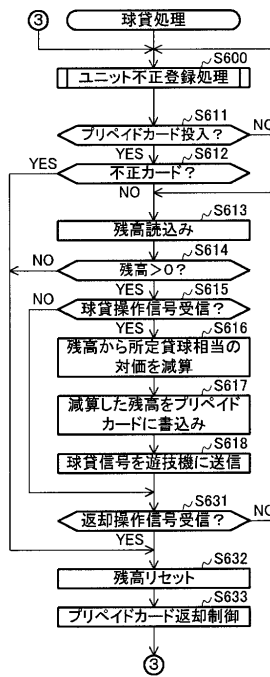 球貸処理
③
S600
ユニット不正登録処理
S611
プリペイドカード投入？
NO
YES
S612
YES
不正カード？
NO
S613
残高読込み
S614
NO
残高>0？
YES
S615
NO
球貸操作信号受信？
YES
S616
残高から所定貸球相当の
対価を減算
S617
減算した残高をプリペイド
カードに書込み
S618
球貸信号を遊技機に送信
S631
返却操作信号受信？
NO
YES
S632
残高リセット
S633
プリペイドカード返却制御
③